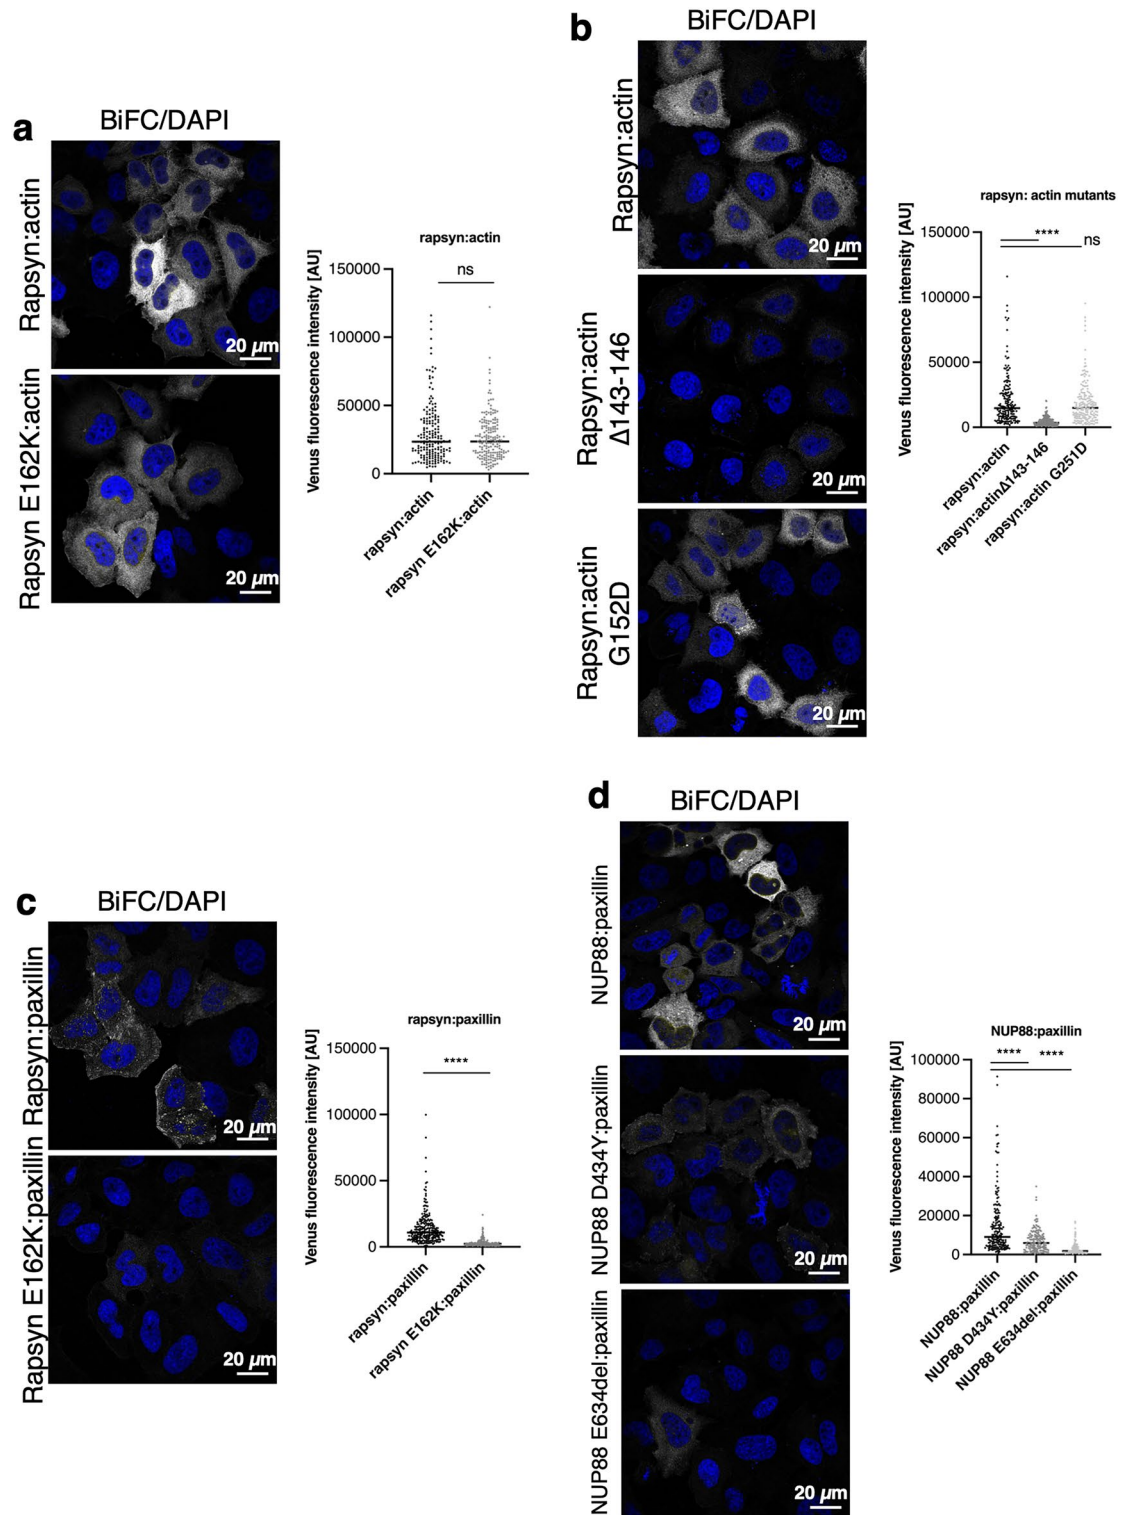 a
BiFC/DAPI
Rapsyn:actin
20 µm
Rapsyn E162K:actin
20 µm
rapsyn:actin
ns
Venus fluorescence intensity [AU]
150000
100000
50000
0
rapsyn:actin
rapsyn E162K:actin
b
BiFC/DAPI
Rapsyn:actin
20 µm
Rapsyn:actin
Δ143-146
20 µm
Rapsyn:actin
G152D
20 µm
rapsyn: actin mutants
**** ns
Venus fluorescence intensity [AU]
150000
100000
50000
0
rapsyn:actin
rapsyn:actinΔ143-146
rapsyn:actin G251D
c
BiFC/DAPI
Rapsyn:paxillin
20 µm
Rapsyn E162K:paxillin
20 µm
rapsyn:paxillin
****
Venus fluorescence intensity [AU]
150000
100000
50000
0
rapsyn:paxillin
rapsyn E162K:paxillin
d
BiFC/DAPI
NUP88:paxillin
20 µm
NUP88 D434Y:paxillin
20 µm
NUP88 E634del:paxillin
20 µm
NUP88:paxillin
**** ****
Venus fluorescence intensity [AU]
100000
80000
60000
40000
20000
0
NUP88:paxillin
NUP88 D434Y:paxillin
NUP88 E634del:paxillin